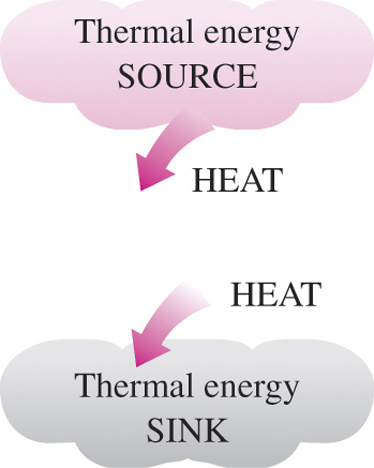 Thermal energy
SOURCE
HEAT
HEAT
Thermal energy
SINK